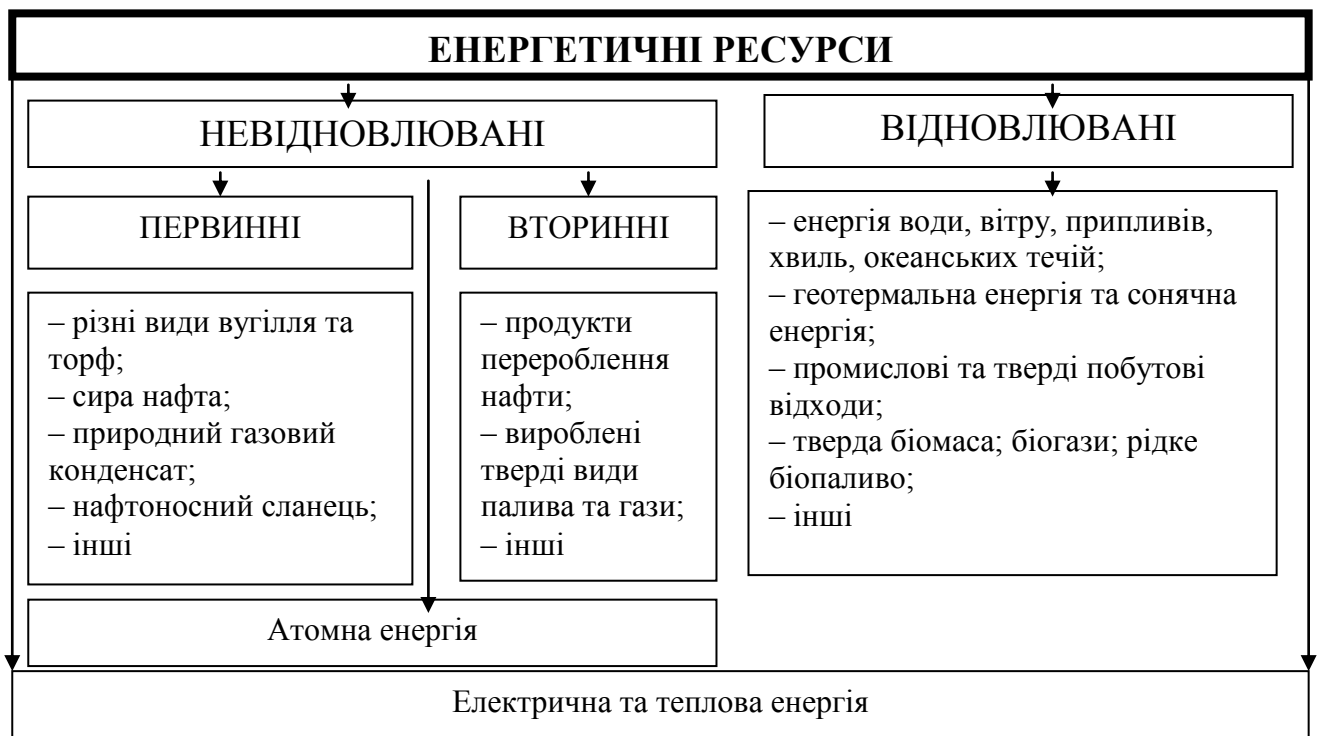 ЕНЕРГЕТИЧНІ РЕСУРСИ
НЕВІДНОВЛЮВАНІ
ВІДНОВЛЮВАНІ
ПЕРВИННІ
ВТОРИННІ
– різні види вугілля та
торф;
– сира нафта;
– природний газовий
конденсат;
– нафтоносний сланець;
– інші
– продукти
перероблення
нафти;
– вироблені
тверді види
палива та гази;
– інші
– енергія води, вітру, припливів,
хвиль, океанських течій;
– геотермальна енергія та сонячна
енергія;
– промислові та тверді побутові
відходи;
– тверда біомаса; біогази; рідке
біопаливо;
– інші
Атомна енергія
Електрична та теплова енергія